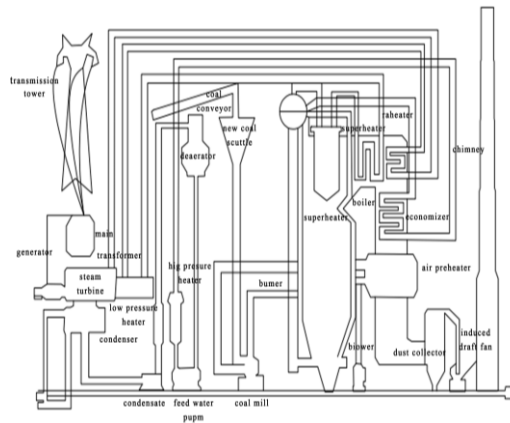 transmission
tower
coal
conveyor
new coal
scuttle
deaerator
superheater
raheater
chimney
superheater
boiler
economizer
main
transformer
generator
steam
turbine
hig presure
heater
bumer
air preheater
low pressure
heater
condenser
blower
dust collector
induced
draft fan
condensate
feed water
pupm
coal mill